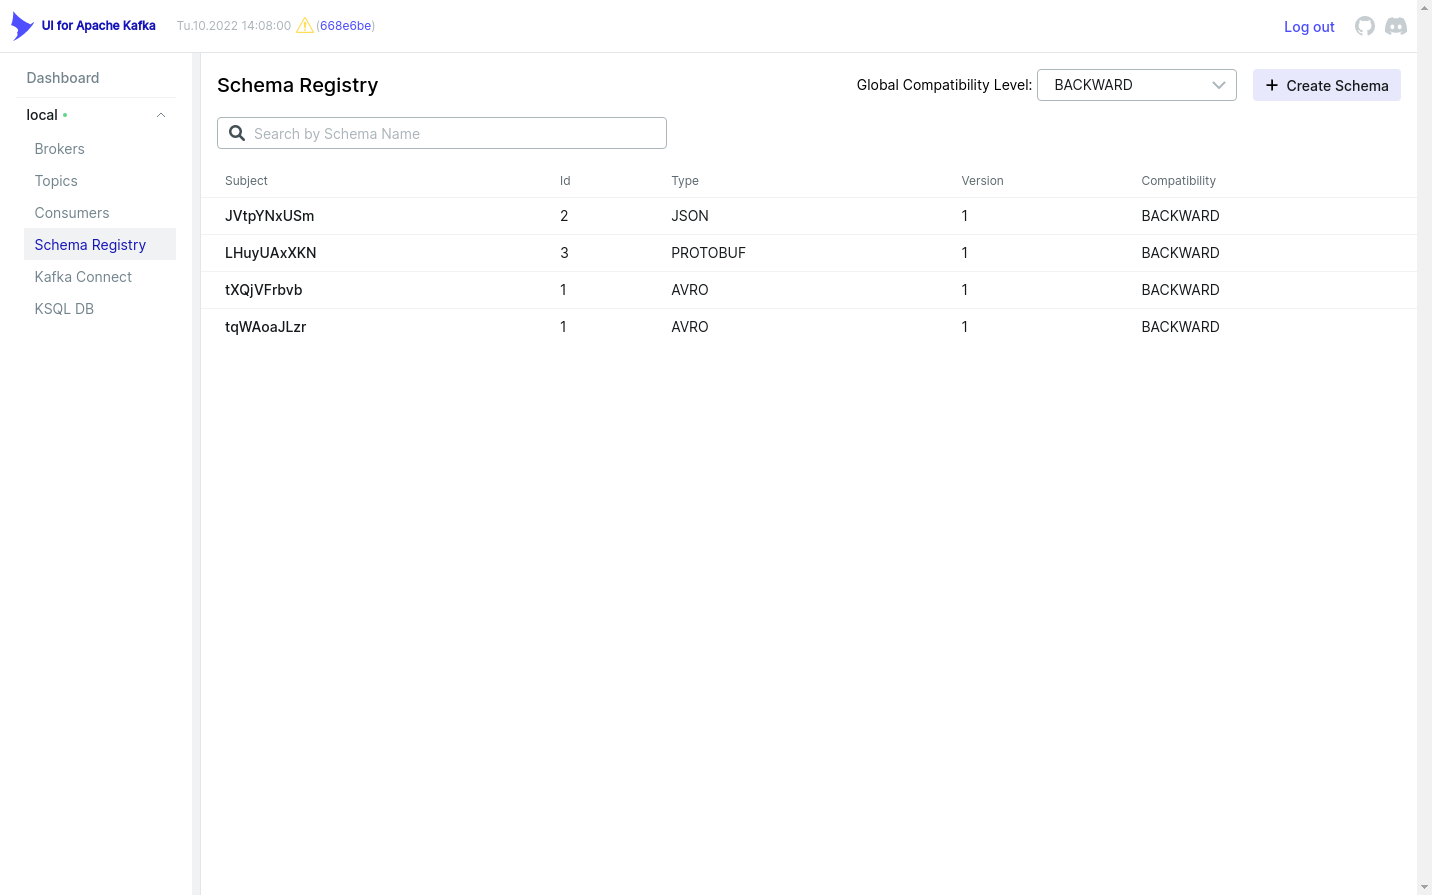 UI for Apache Kafka Tu.10.2022 14:08:00 (668e6be) Log out
Dashboard
local
Brokers
Topics
Consumers
Schema Registry
Kafka Connect
KSQL DB
Schema Registry Global Compatibility Level: BACKWARD Create Schema
Search by Schema Name
Subject Id Type Version Compatibility
JVtpYNxUSm 2 JSON 1 BACKWARD
LHuyUAxXKN 3 PROTOBUF 1 BACKWARD
tXQjVFrbvb 1 AVRO 1 BACKWARD
tqWAoaJLzr 1 AVRO 1 BACKWARD